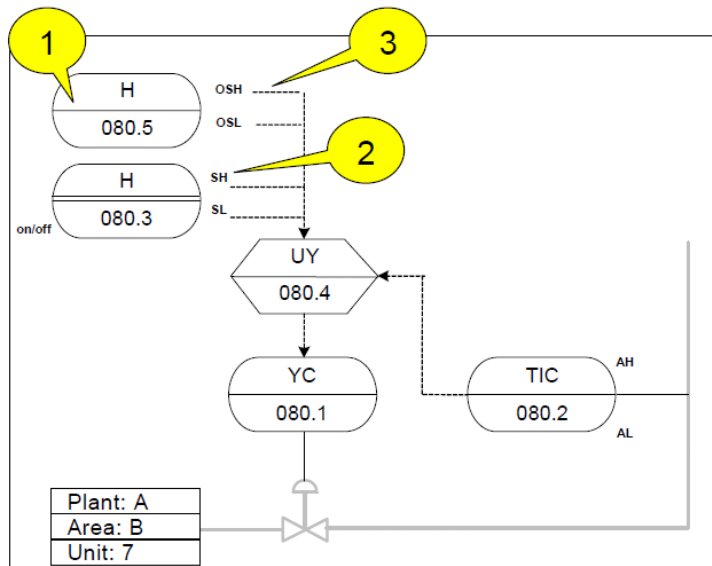 1
3
H
OSH
080.5
OSL
2
H
SH
080.3
SL
on/off
UY
080.4
YC
TIC
AH
080.1
080.2
AL
Plant: A
Area: B
Unit: 7